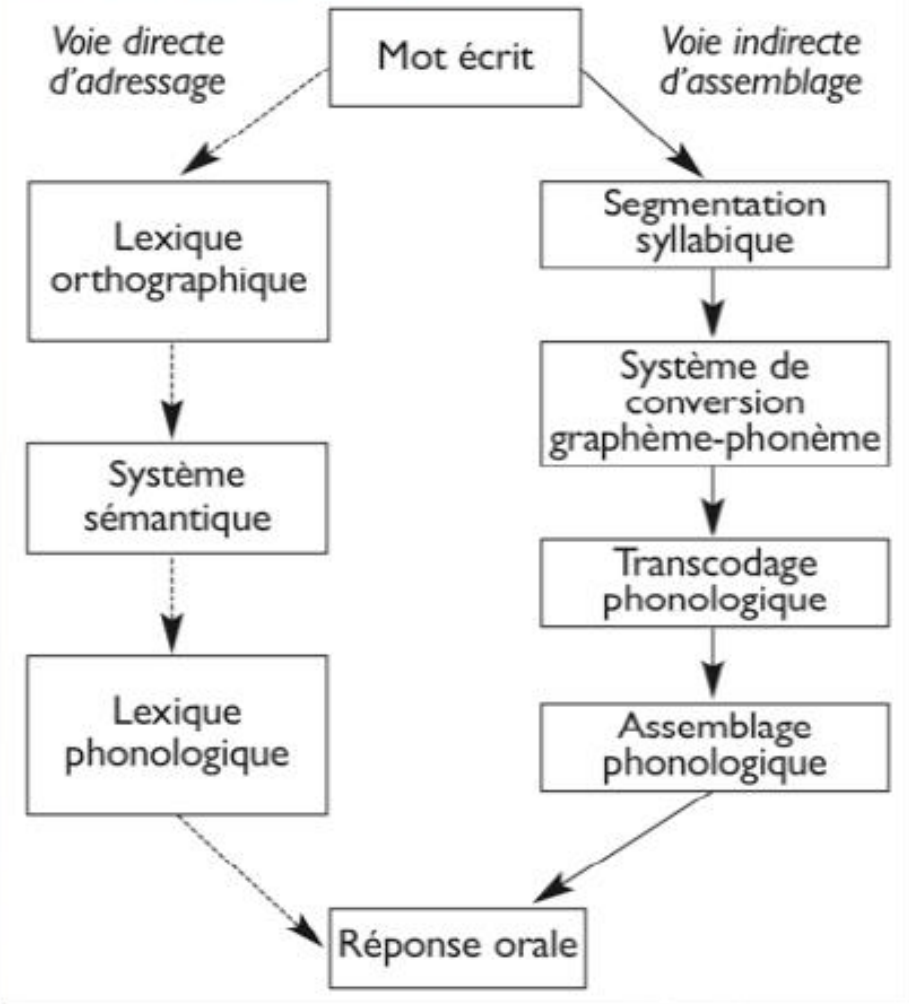 Voie directe
d'adressage
Mot écrit
Voie indirecte
d'assemblage
Lexique
orthographique
Système
sémantique
Lexique
phonologique
Segmentation
syllabique
Système de
conversion
graphème-phonème
Transcodage
phonologique
Assemblage
phonologique
Réponse orale